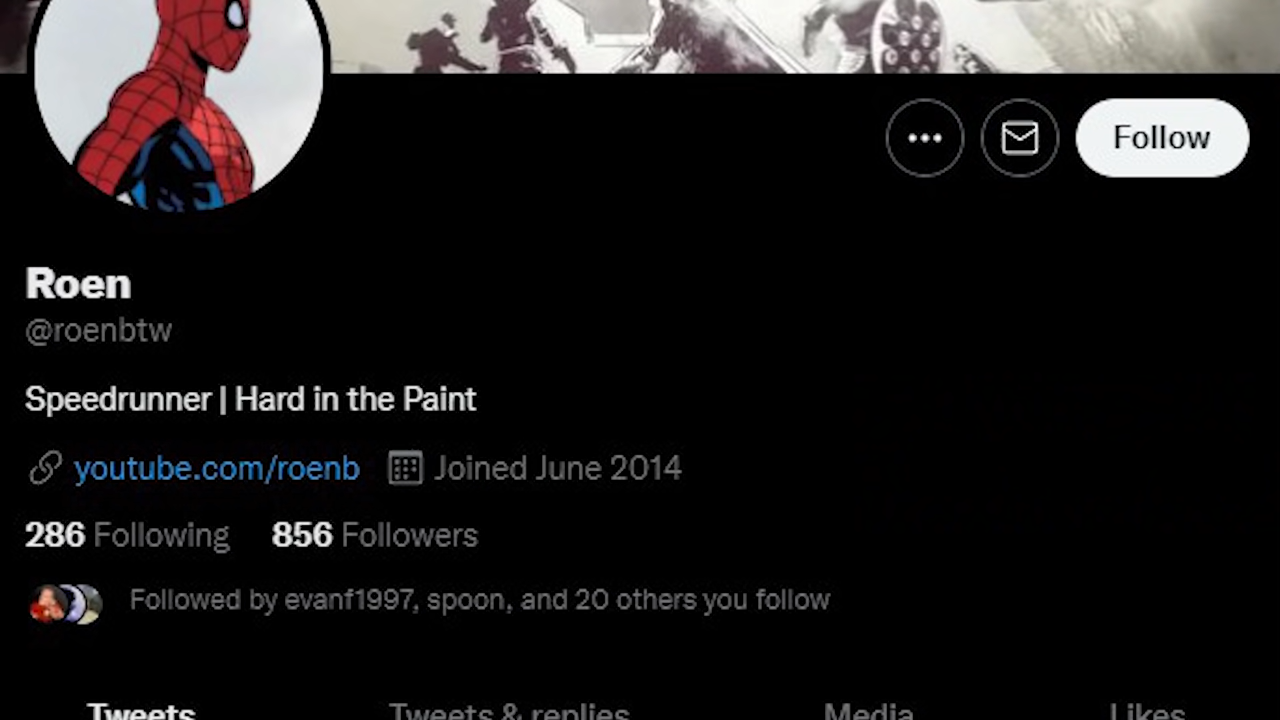 Follow
Roen
@roenbtw
Speedrunner | Hard in the Paint
youtube.com/roenb Joined June 2014
286 Following 856 Followers
Followed by evanf1997, spoon, and 20 others you follow
Tweets Tweets & replies Media Likes